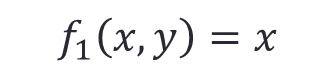 f₁(x, y) = x